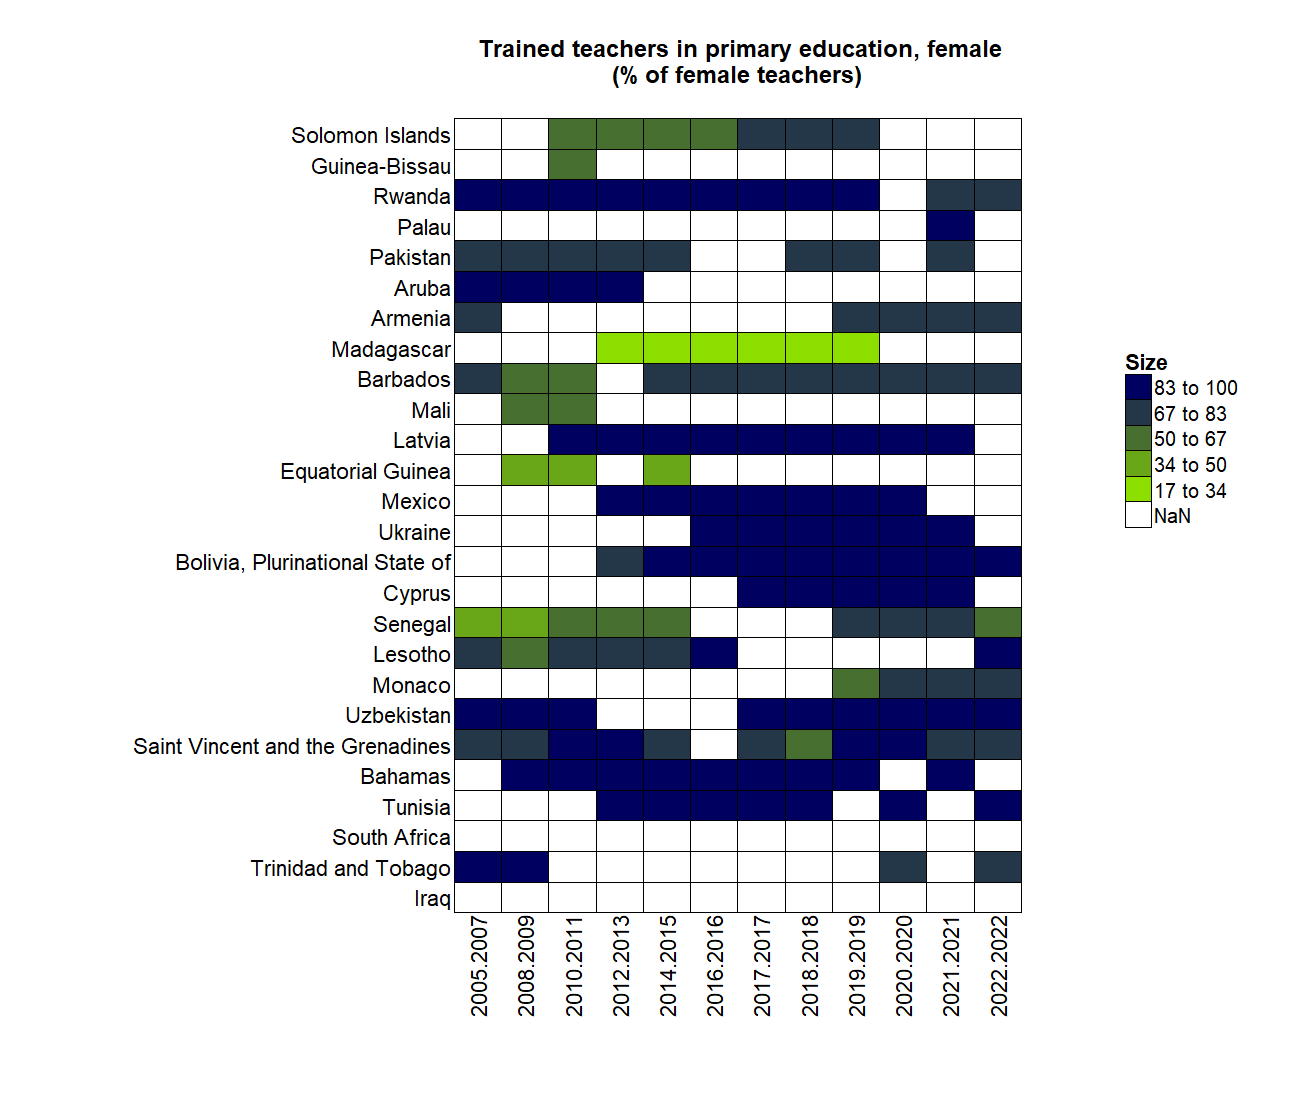 Trained teachers in primary education, female
(% of female teachers)
Solomon Islands
Guinea-Bissau
Rwanda
Palau
Pakistan
Aruba
Armenia
Madagascar
Barbados
Mali
Latvia
Equatorial Guinea
Mexico
Ukraine
Bolivia, Plurinational State of
Cyprus
Senegal
Lesotho
Monaco
Uzbekistan
Saint Vincent and the Grenadines
Bahamas
Tunisia
South Africa
Trinidad and Tobago
Iraq
2005.2007
2008.2009
2010.2011
2012.2013
2014.2015
2016.2016
2017.2017
2018.2018
2019.2019
2020.2020
2021.2021
2022.2022
Size
83 to 100
67 to 83
50 to 67
34 to 50
17 to 34
NaN